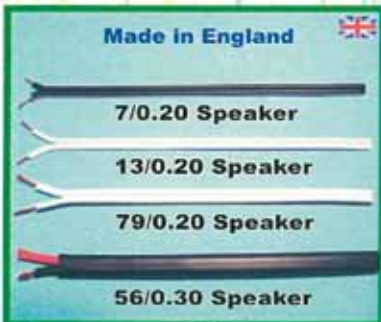 Made in England
7/0.20 Speaker
13/0.20 Speaker
79/0.20 Speaker
56/0.30 Speaker